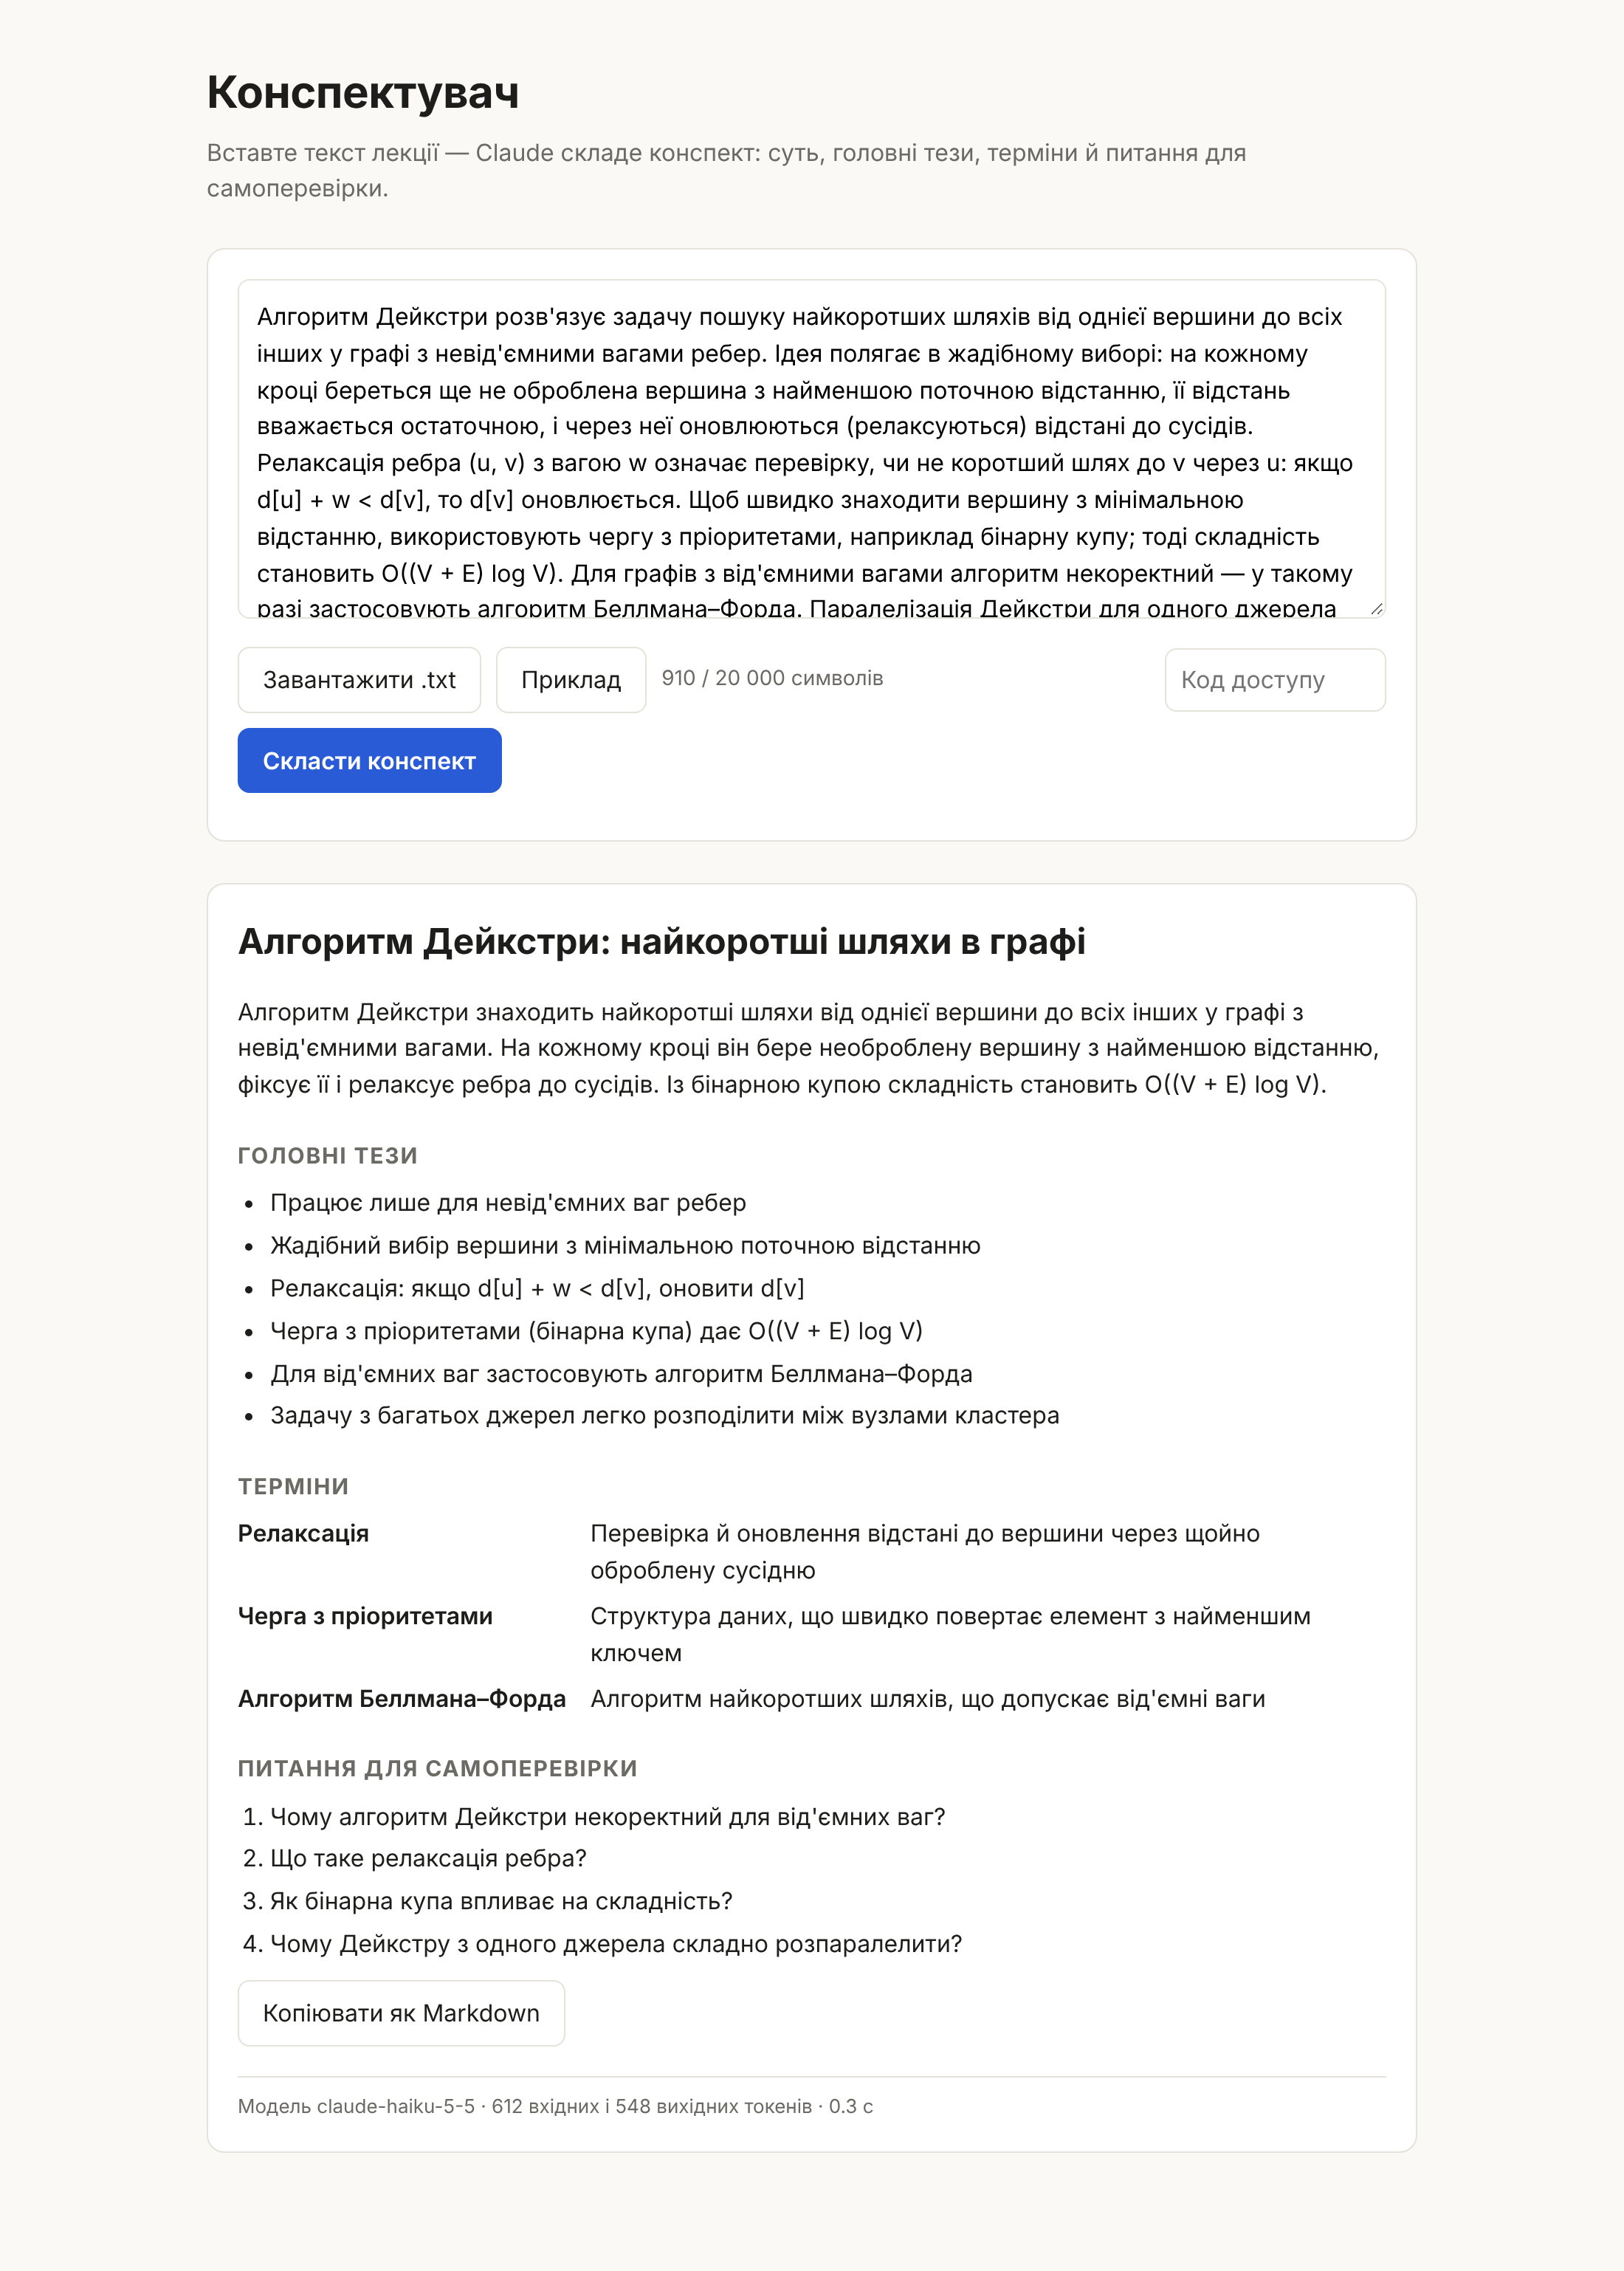 Конспектувач
Вставте текст лекції — Claude складе конспект: суть, головні тези, терміни й питання для
самоперевірки.
Алгоритм Дейкстри розв'язує задачу пошуку найкоротших шляхів від однієї вершини до всіх
інших у графі з невід'ємними вагами ребер. Ідея полягає в жадібному виборі: на кожному
кроці береться ще не оброблена вершина з найменшою поточною відстанню, її відстань
вважається остаточною, і через неї оновлюються (релаксуються) відстані до сусідів.
Релаксація ребра (u, v) з вагою w означає перевірку, чи не коротший шлях до v через u: якщо
d[u] + w < d[v], то d[v] оновлюється. Щоб швидко знаходити вершину з мінімальною
відстанню, використовують чергу з пріоритетами, наприклад бінарну купу; тоді складність
становить O((V + E) log V). Для графів з від'ємними вагами алгоритм некоректний — у такому
разі застосовують алгоритм Беллмана–Форда. Паралелізація Дейкстри для одного джерела
Завантажити .txt
Приклад
910 / 20 000 символів
Код доступу
Скласти конспект
Алгоритм Дейкстри: найкоротші шляхи в графі
Алгоритм Дейкстри знаходить найкоротші шляхи від однієї вершини до всіх інших у графі з
невід'ємними вагами. На кожному кроці він бере необроблену вершину з найменшою відстанню,
фіксує її і релаксує ребра до сусідів. Із бінарною купою складність становить O((V + E) log V).
ГОЛОВНІ ТЕЗИ
• Працює лише для невід'ємних ваг ребер
• Жадібний вибір вершини з мінімальною поточною відстанню
• Релаксація: якщо d[u] + w < d[v], оновити d[v]
• Черга з пріоритетами (бінарна купа) дає O((V + E) log V)
• Для від'ємних ваг застосовують алгоритм Беллмана–Форда
• Задачу з багатьох джерел легко розподілити між вузлами кластера
ТЕРМІНИ
Релаксація
Перевірка й оновлення відстані до вершини через щойно
оброблену сусідню
Черга з пріоритетами
Структура даних, що швидко повертає елемент з найменшим
ключем
Алгоритм Беллмана–Форда
Алгоритм найкоротших шляхів, що допускає від'ємні ваги
ПИТАННЯ ДЛЯ САМОПЕРЕВІРКИ
1. Чому алгоритм Дейкстри некоректний для від'ємних ваг?
2. Що таке релаксація ребра?
3. Як бінарна купа впливає на складність?
4. Чому Дейкстру з одного джерела складно розпаралелити?
Копіювати як Markdown
Модель claude-haiku-5-5 · 612 вхідних і 548 вихідних токенів · 0.3 с